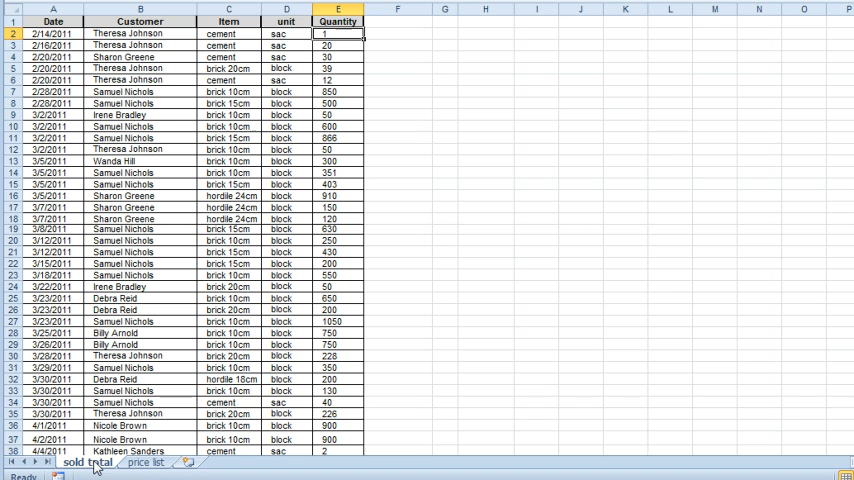 A B C D E F G H I J K L M N O P
1 Date Customer Item unit Quantity
2 2/14/2011 Theresa Johnson cement sac 1
3 2/16/2011 Theresa Johnson cement sac 20
4 2/20/2011 Sharon Greene cement sac 30
5 2/20/2011 Theresa Johnson brick 20cm block 39
6 2/20/2011 Theresa Johnson cement sac 12
7 2/28/2011 Samuel Nichols brick 10cm block 850
8 2/28/2011 Samuel Nichols brick 15cm block 500
9 3/2/2011 Irene Bradley brick 10cm block 50
10 3/2/2011 Samuel Nichols brick 10cm block 600
11 3/2/2011 Samuel Nichols brick 15cm block 866
12 3/2/2011 Theresa Johnson brick 10cm block 50
13 3/5/2011 Wanda Hill brick 10cm block 300
14 3/5/2011 Samuel Nichols brick 10cm block 351
15 3/5/2011 Samuel Nichols brick 15cm block 403
16 3/5/2011 Sharon Greene hordile 24cm block 910
17 3/7/2011 Sharon Greene hordile 24cm block 150
18 3/7/2011 Sharon Greene hordile 24cm block 120
19 3/8/2011 Samuel Nichols brick 15cm block 630
20 3/12/2011 Samuel Nichols brick 10cm block 250
21 3/12/2011 Samuel Nichols brick 15cm block 430
22 3/15/2011 Samuel Nichols brick 15cm block 200
23 3/18/2011 Samuel Nichols brick 10cm block 550
24 3/22/2011 Irene Bradley brick 20cm block 50
25 3/23/2011 Debra Reid brick 10cm block 650
26 3/23/2011 Debra Reid brick 20cm block 200
27 3/23/2011 Samuel Nichols brick 10cm block 1050
28 3/25/2011 Billy Arnold brick 10cm block 750
29 3/26/2011 Billy Arnold brick 10cm block 750
30 3/28/2011 Theresa Johnson brick 20cm block 228
31 3/29/2011 Samuel Nichols brick 10cm block 350
32 3/30/2011 Debra Reid hordile 18cm block 200
33 3/30/2011 Samuel Nichols brick 10cm block 130
34 3/30/2011 Samuel Nichols cement sac 40
35 3/30/2011 Theresa Johnson brick 20cm block 226
36 4/1/2011 Nicole Brown brick 10cm block 900
37 4/2/2011 Nicole Brown brick 10cm block 900
38 4/4/2011 Kathleen Sanders cement sac 2
sold total price list
Ready